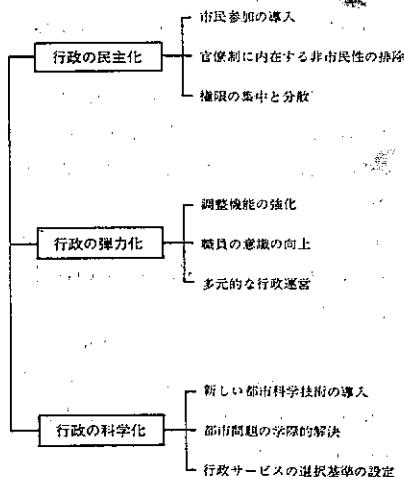 市民参加の導入
行政の民主化
官僚制に内在する非市民性の排除
権限の集中と分散
調整機能の強化
行政の弾力化
職員の意識の向上
多元的な行政運営
新しい都市科学技術の導入
行政の科学化
都市問題の学際的解決
行政サービスの選択基準の設定